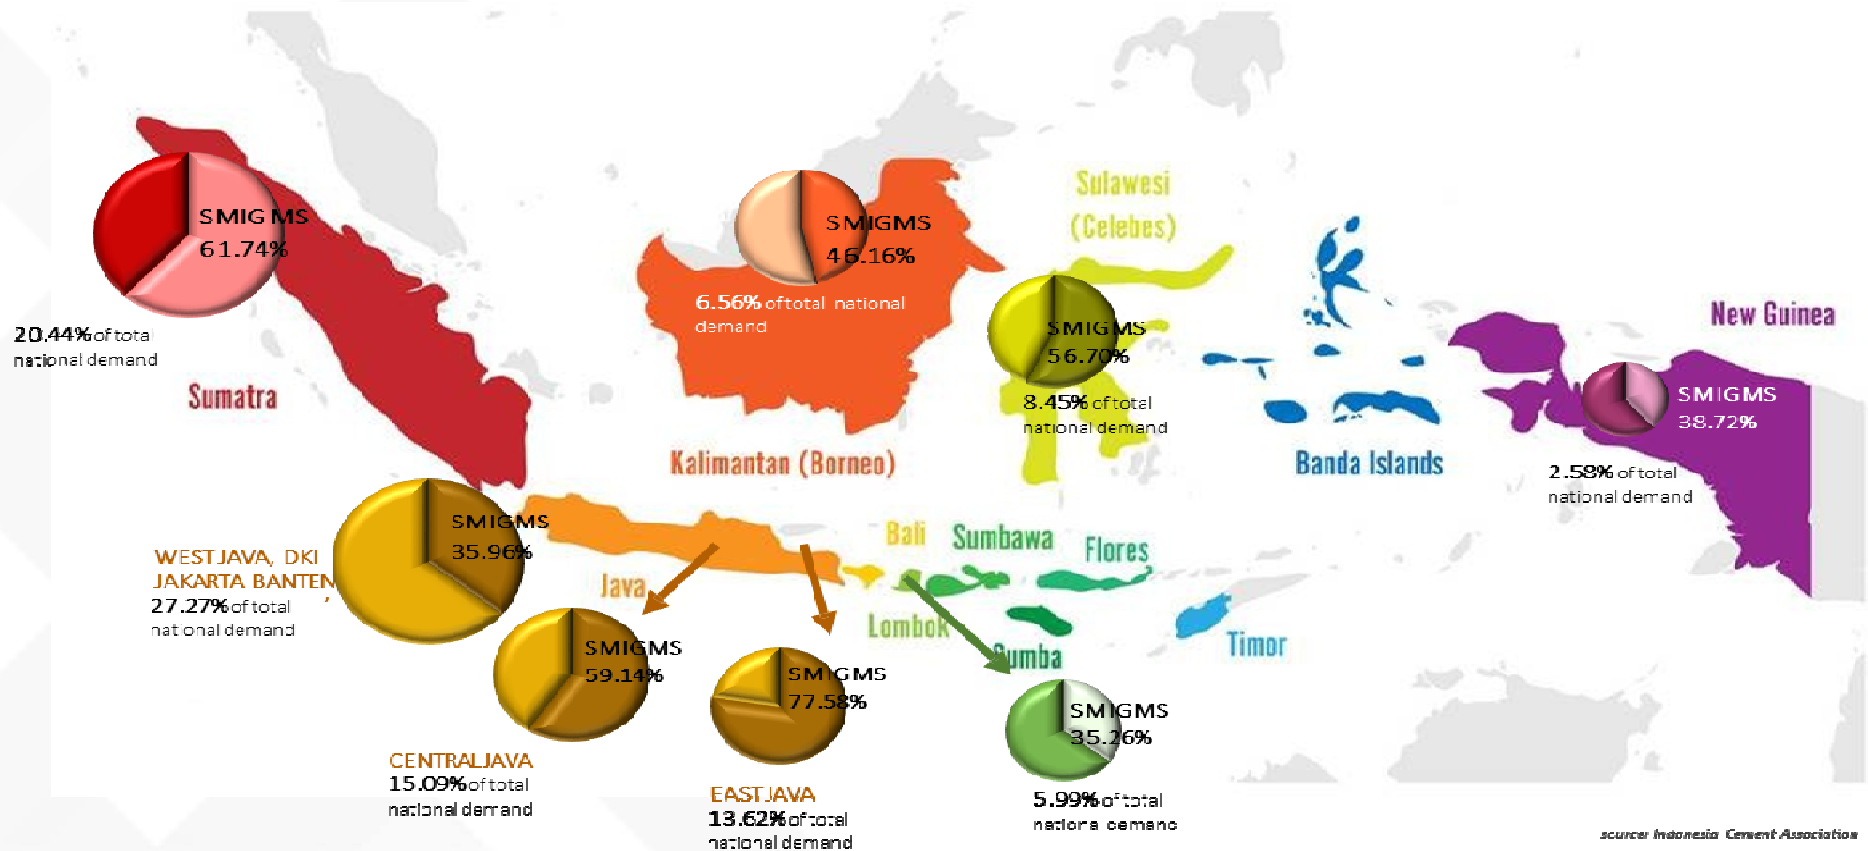 SMIGMS
61.74%
20.44% of total
national demand
Sumatra
SMIGMS
46.16%
6.56% of total national
demand
Kalimantan (Borneo)
Sulawesi
(Celebes)
SMIGMS
56.70%
8.45% of total
national demand
Banda Islands
New Guinea
SMIGMS
38.72%
2.58% of total
national demand
WEST JAVA, DKI
JAKARTA BANTEN
,
27.27% of total
national demand
SMIGMS
35.96%
Java
Bali
Sumbawa
Flores
Lombok
Sumba
Timor
SMIGMS
59.14%
CENTRAL JAVA
15.09% of total
national demand
SMIGMS
77.58%
EAST JAVA
13.62% of total
national demand
SMIGMS
35.26%
5.99% of total
national demand
source: Indonesia Cement Association